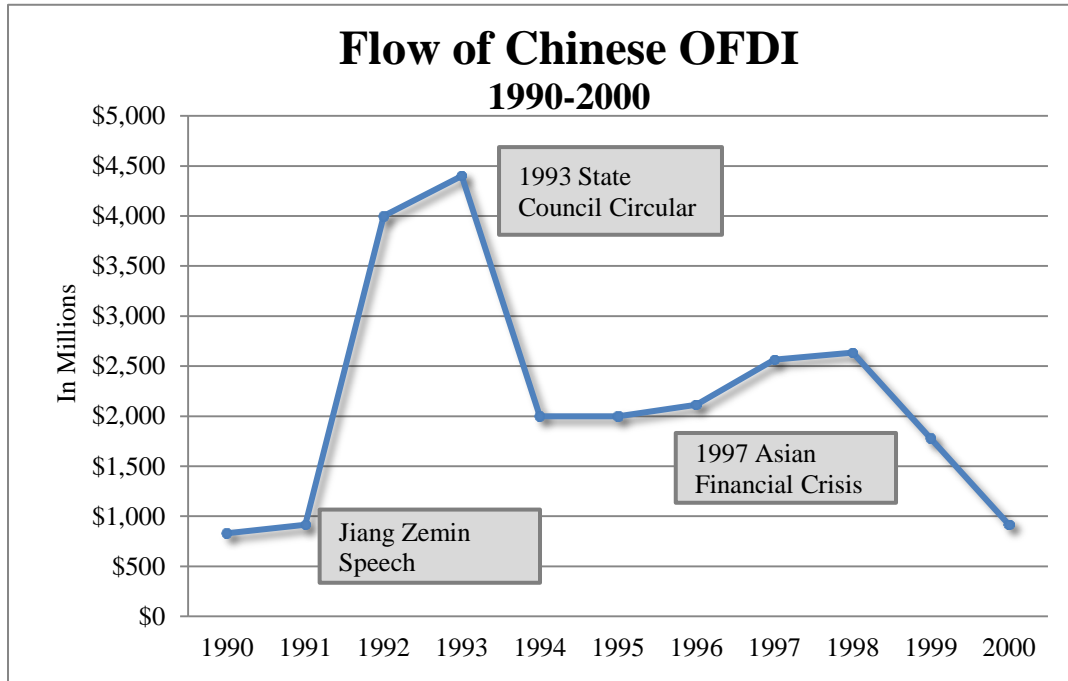 Flow of Chinese OFDI
1990-2000
In Millions
$5,000
$4,500
$4,000
$3,500
$3,000
$2,500
$2,000
$1,500
$1,000
$500
$0
1993 State
Council Circular
1997 Asian
Financial Crisis
Jiang Zemin
Speech
1990 1991 1992 1993 1994 1995 1996 1997 1998 1999 2000